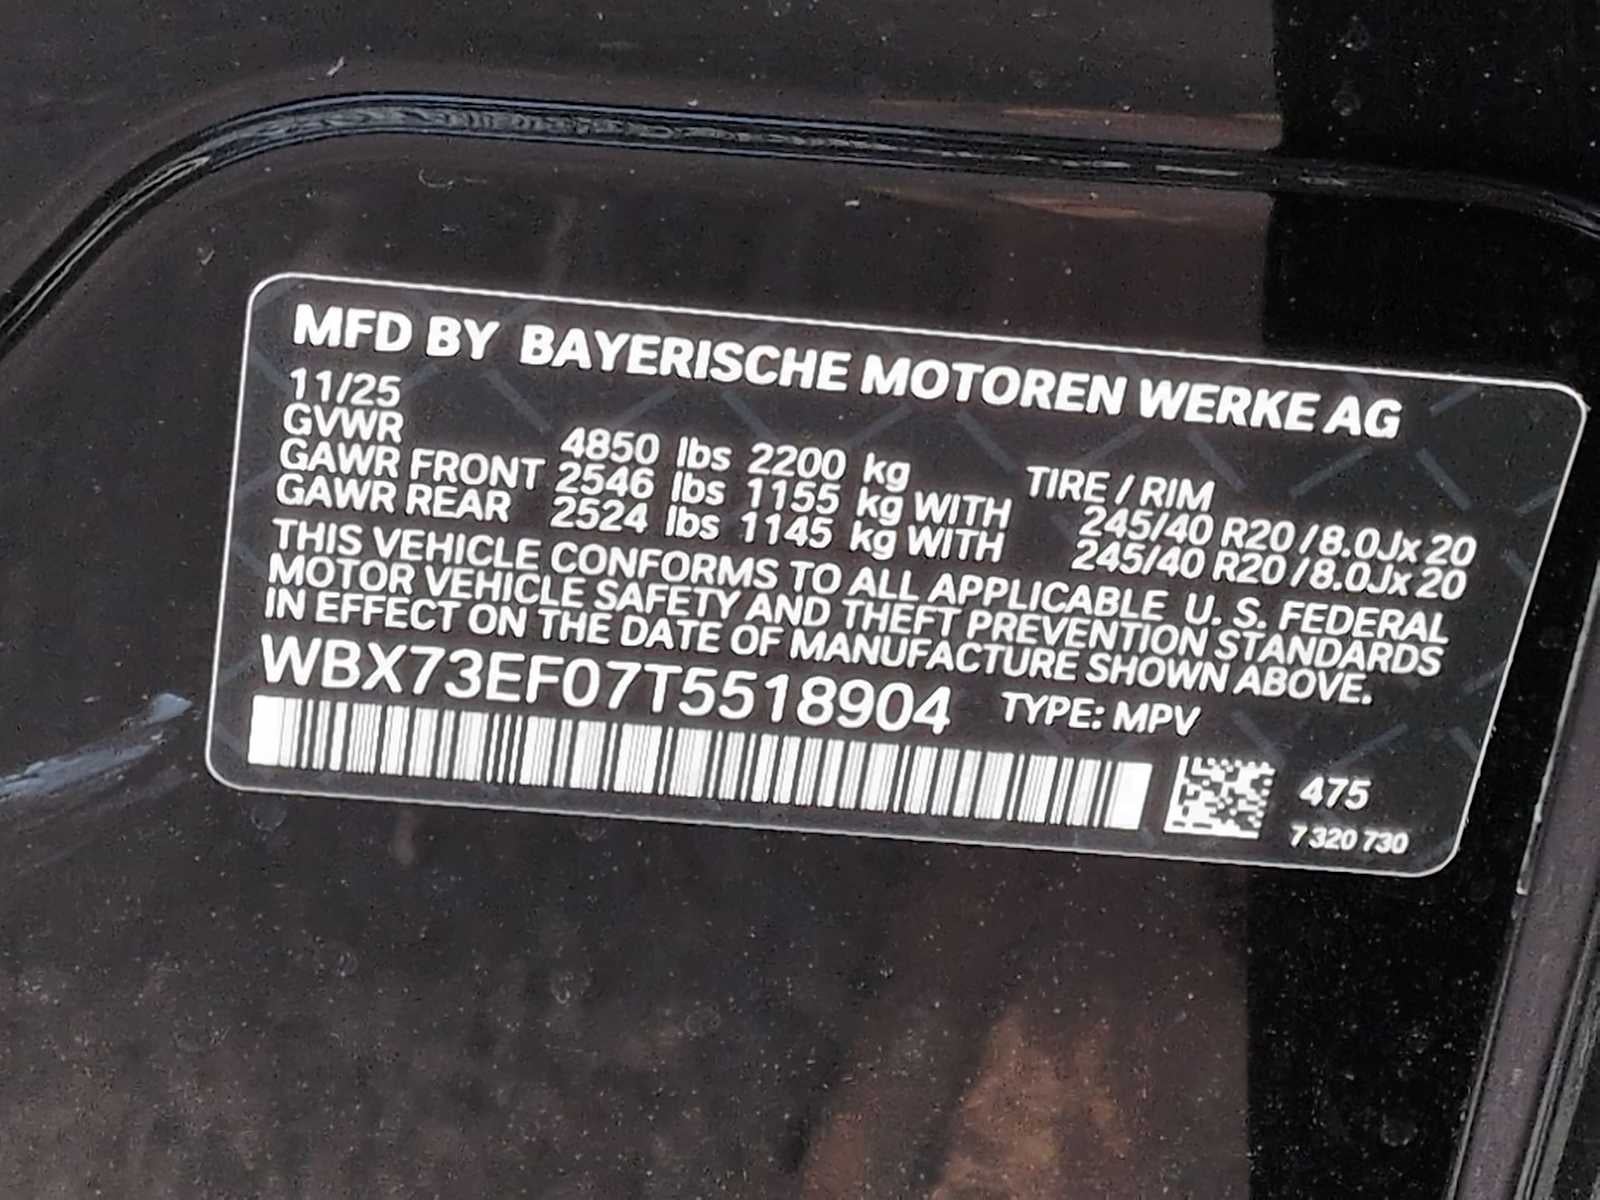 MFD BY BAYERISCHE MOTOREN WERKE AG
11/25
GVWR 4850 lbs 2200 kg TIRE / RIM
GAWR FRONT 2546 lbs 1155 kg WITH 245/40 R20 / 8.0Jx 20
GAWR REAR 2524 lbs 1145 kg WITH 245/40 R20 / 8.0Jx 20
THIS VEHICLE CONFORMS TO ALL APPLICABLE U. S. FEDERAL
MOTOR VEHICLE SAFETY AND THEFT PREVENTION STANDARDS
IN EFFECT ON THE DATE OF MANUFACTURE SHOWN ABOVE.
WBX73EF07T5518904 TYPE: MPV
475
7 320 730